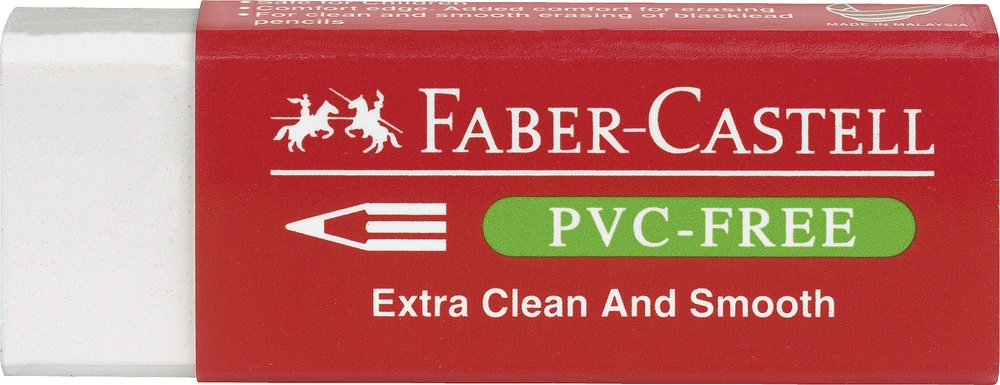 • Comfort edge. Added comfort for erasing
• For clean and smooth erasing of blacklead
pencils
MADE IN MALAYSIA
FABER-CASTELL
PVC-FREE
Extra Clean And Smooth